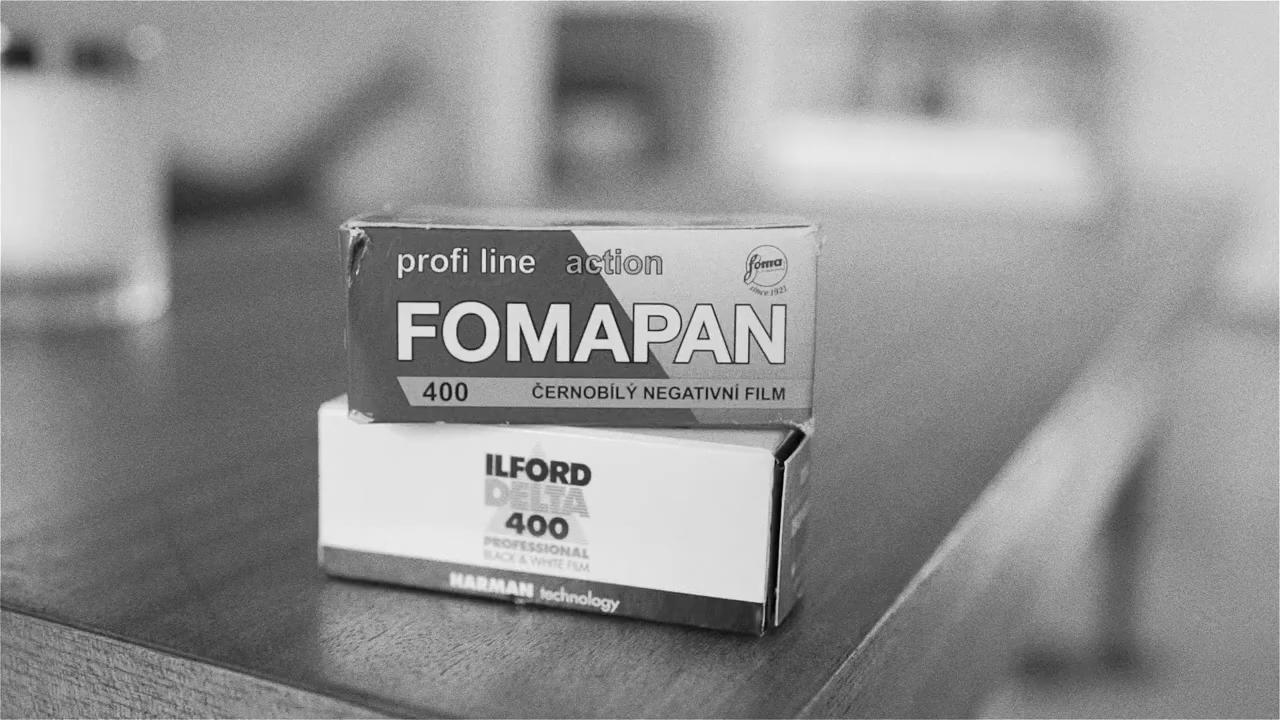 profi line action
foma
since 1921
FOMAPAN
400 ČERNOBÍLÝ NEGATIVNÍ FILM
ILFORD
DELTA
400
PROFESSIONAL
BLACK & WHITE FILM
HARMAN technology